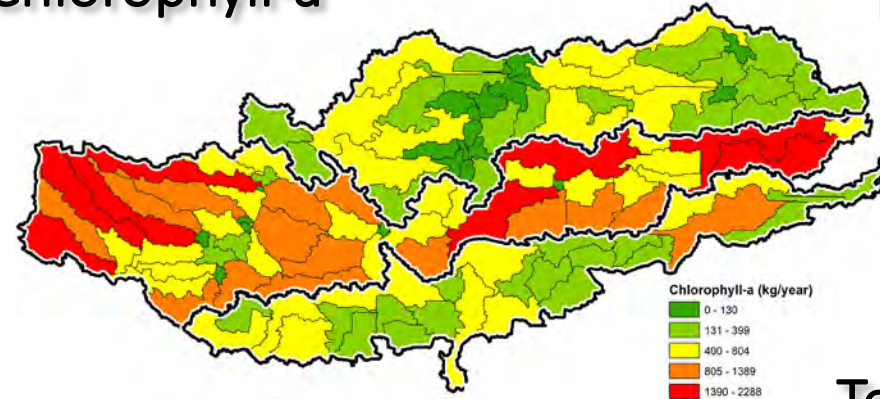 Chlorophyll-a
Chlorophyll-a (kg/year)
0 - 130
131 - 399
400 - 804
805 - 1389
1390 - 2288